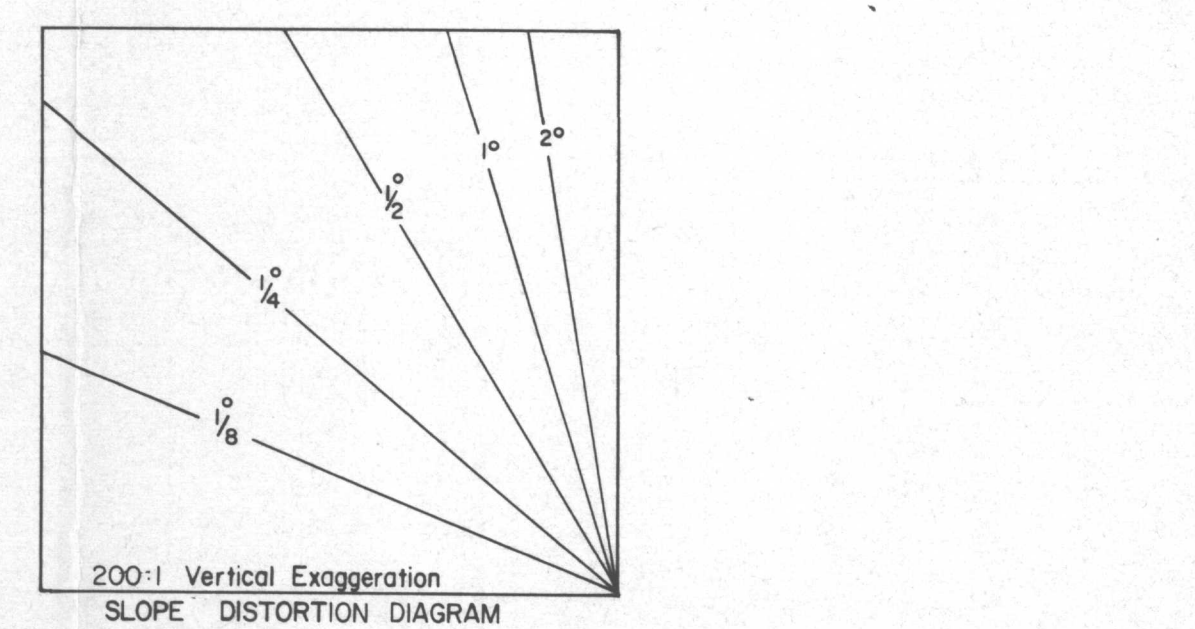 2°
1°
1/2°
1/4°
1/8°
200:1 Vertical Exaggeration
SLOPE DISTORTION DIAGRAM